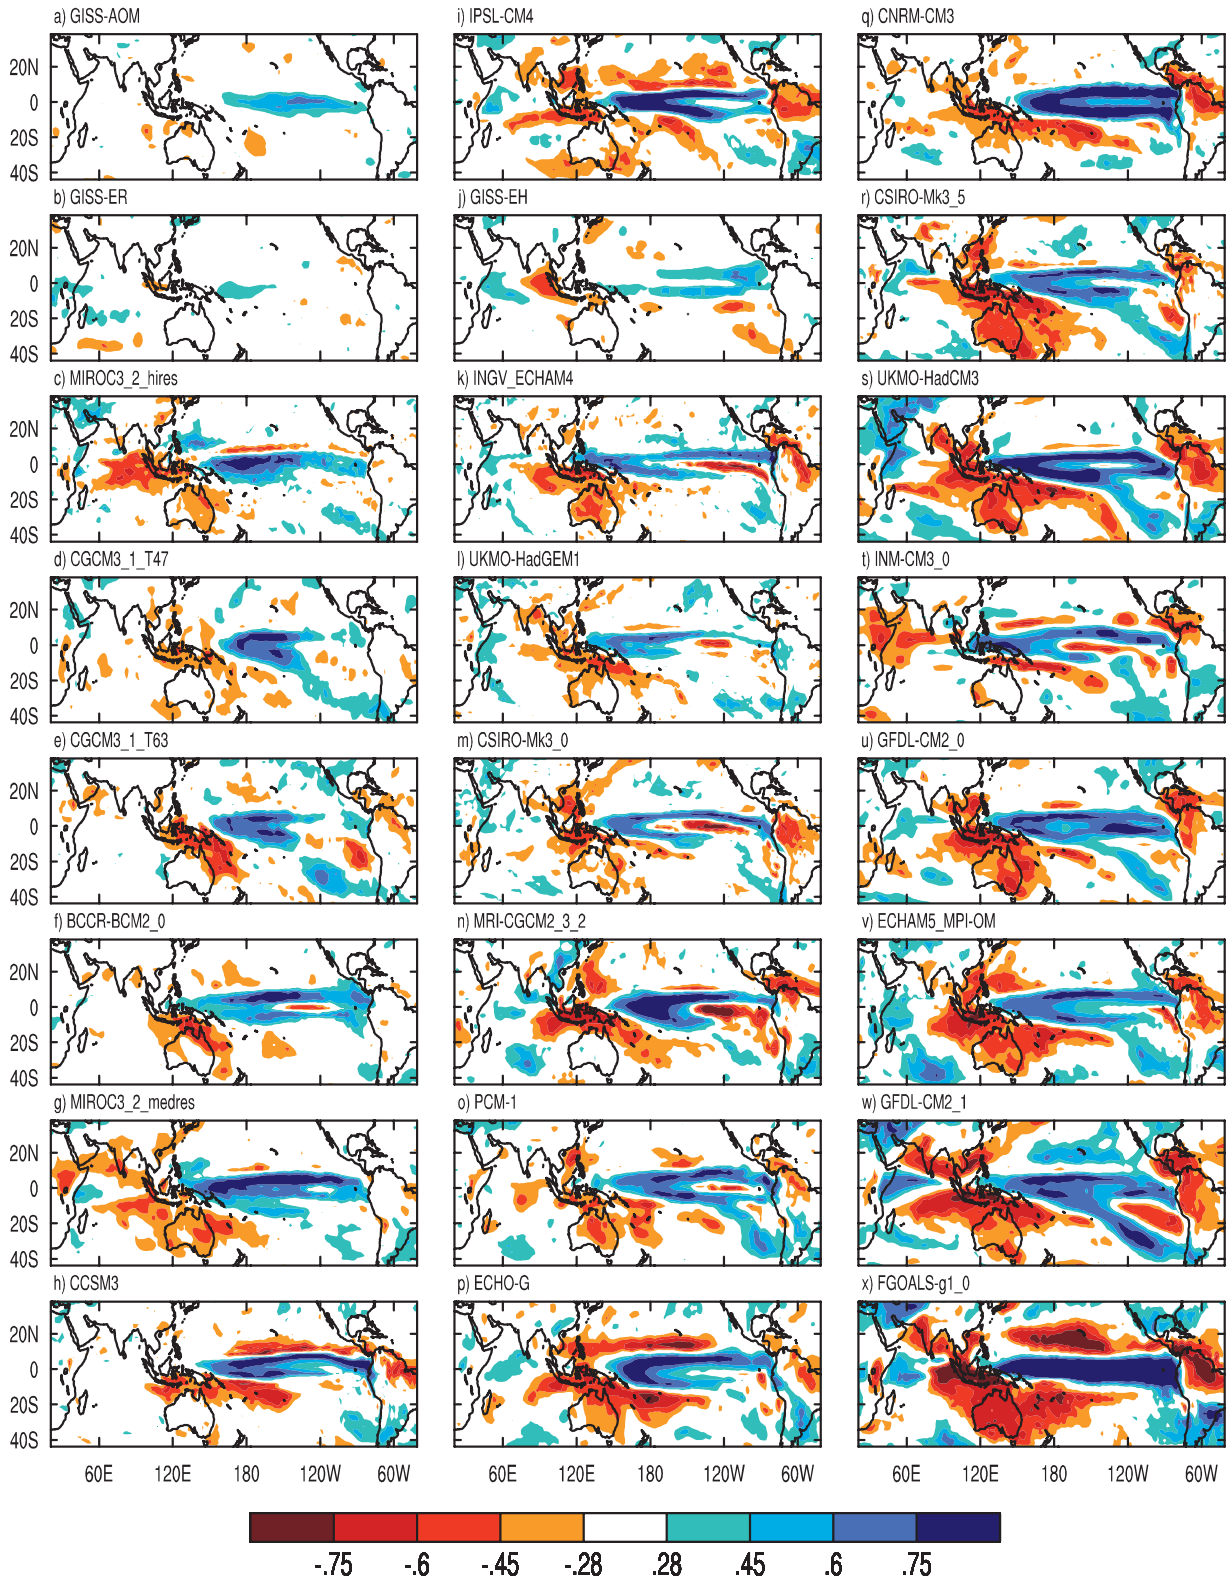 a) GISS-AOM
i) IPSL-CM4
q) CNRM-CM3
20N
0
20S
40S
b) GISS-ER
j) GISS-EH
r) CSIRO-Mk3_5
20N
0
20S
40S
c) MIROC3_2_hires
k) INGV_ECHAM4
s) UKMO-HadCM3
20N
0
20S
40S
d) CGCM3_1_T47
l) UKMO-HadGEM1
t) INM-CM3_0
20N
0
20S
40S
e) CGCM3_1_T63
m) CSIRO-Mk3_0
u) GFDL-CM2_0
20N
0
20S
40S
f) BCCR-BCM2_0
n) MRI-CGCM2_3_2
v) ECHAM5_MPI-OM
20N
0
20S
40S
g) MIROC3_2_medres
o) PCM-1
w) GFDL-CM2_1
20N
0
20S
40S
h) CCSM3
p) ECHO-G
x) FGOALS-g1_0
20N
0
20S
40S
60E 120E 180 120W 60W
60E 120E 180 120W 60W
60E 120E 180 120W 60W
-.75 -.6 -.45 -.28 .28 .45 .6 .75